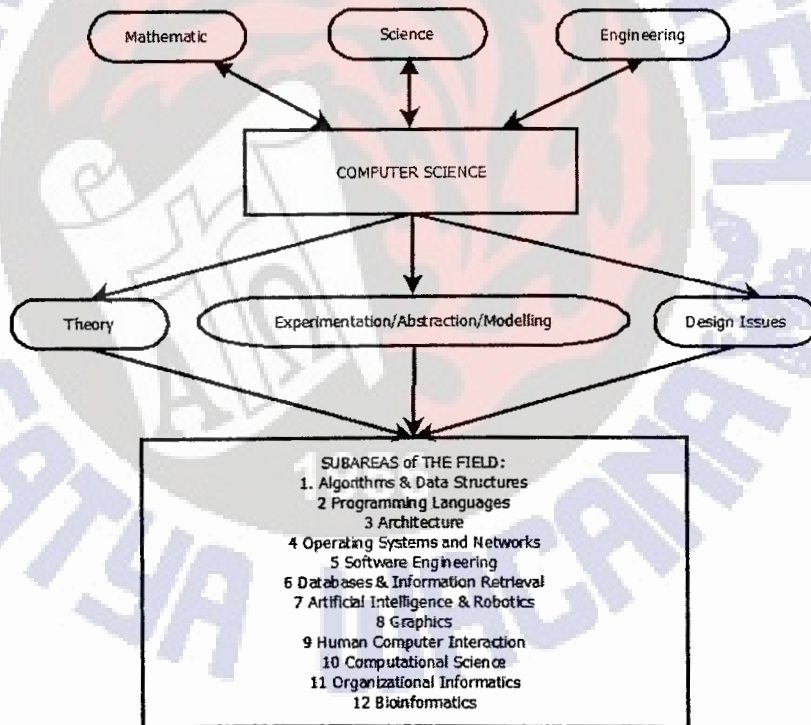 Mathematic
Science
Engineering
COMPUTER SCIENCE
Theory
Experimentation/Abstraction/Modelling
Design Issues
SUBAREAS of THE FIELD:
1. Algorithms & Data Structures
2 Programming Languages
3 Architecture
4 Operating Systems and Networks
5 Software Engineering
6 Databases & Information Retrieval
7 Artificial Intelligence & Robotics
8 Graphics
9 Human Computer Interaction
10 Computational Science
11 Organizational Informatics
12 Bioinformatics
SATYA WACANA